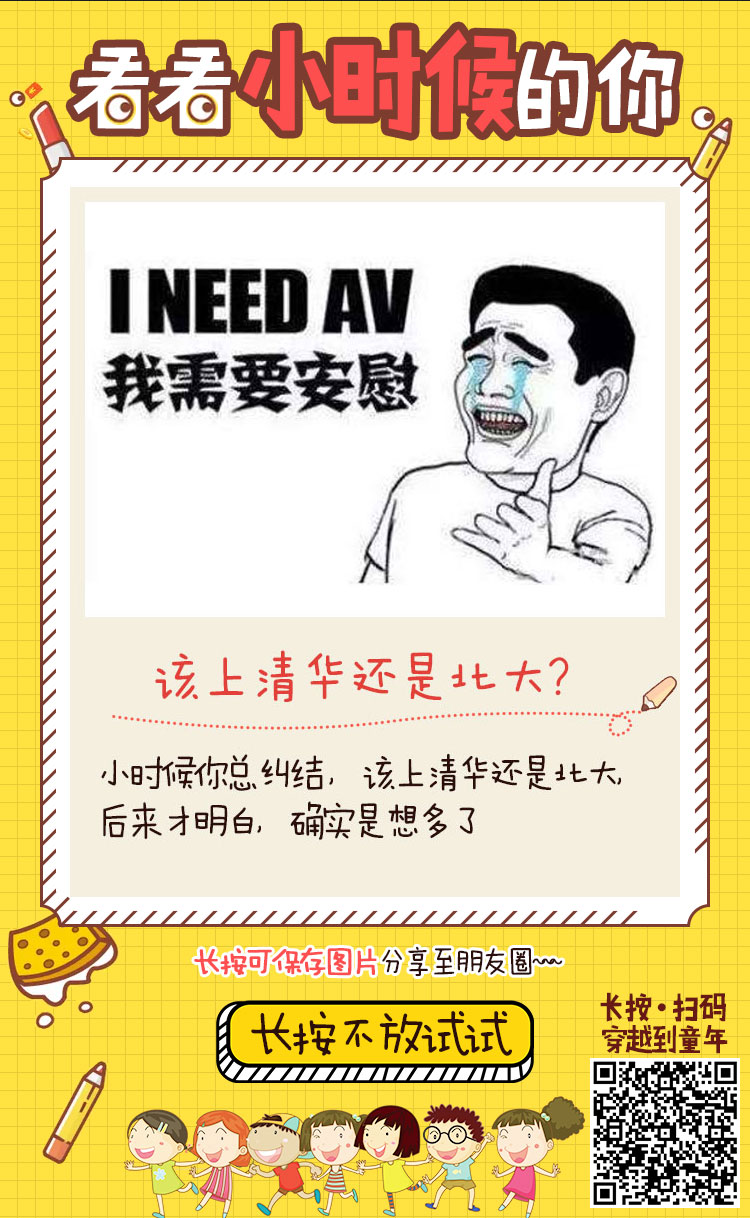 看看小时候的你
I NEED AV
我需要安慰
该上清华还是北大?
小时候你总纠结, 该上清华还是北大,
后来才明白, 确实是想多了
长按可保存图片分享至朋友圈~~
长按不放试试
长按·扫码
穿越到童年